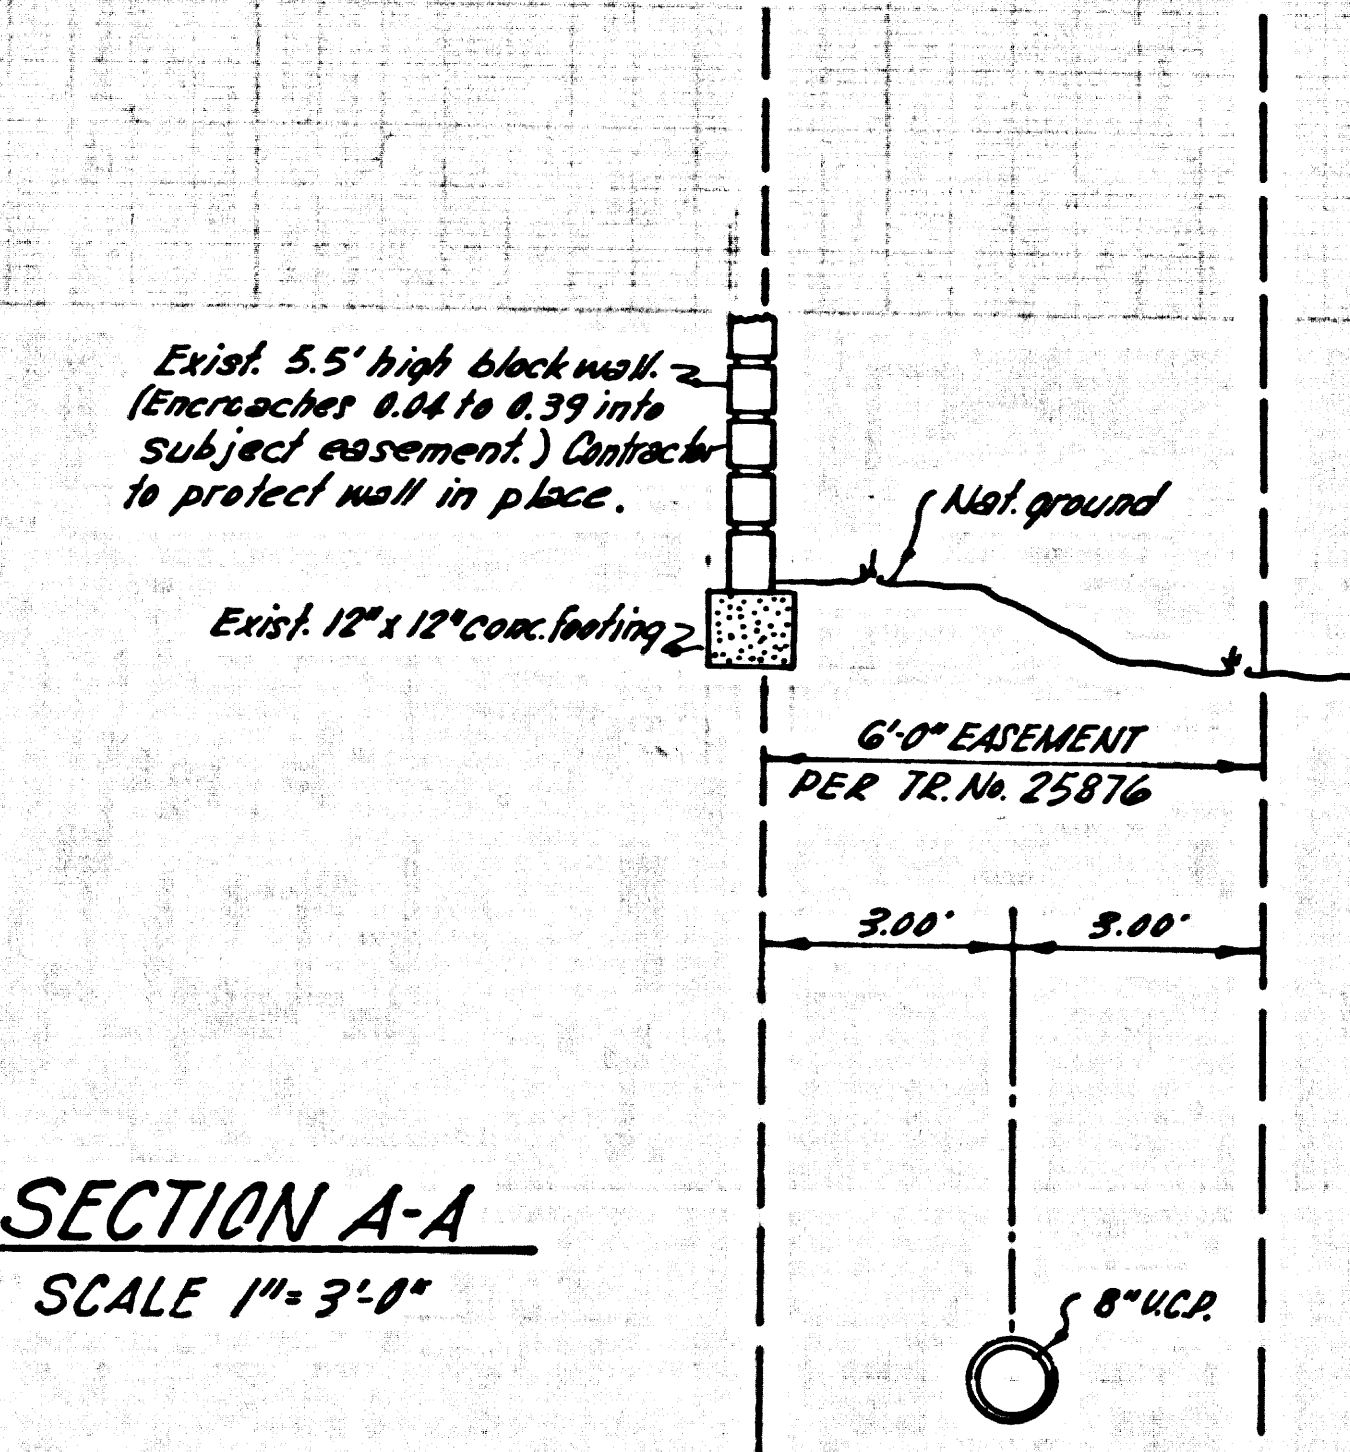 Exist. 5.5' high block wall.
(Encroaches 0.04 to 0.39 into
subject easement.) Contractor
to protect wall in place.
Nat. ground
Exist. 12" x 12" conc. footing
6'-0" EASEMENT
PER TR. No. 25876
3.00'
3.00'
SECTION A-A
SCALE 1"= 3'-0"
8" V.C.P.